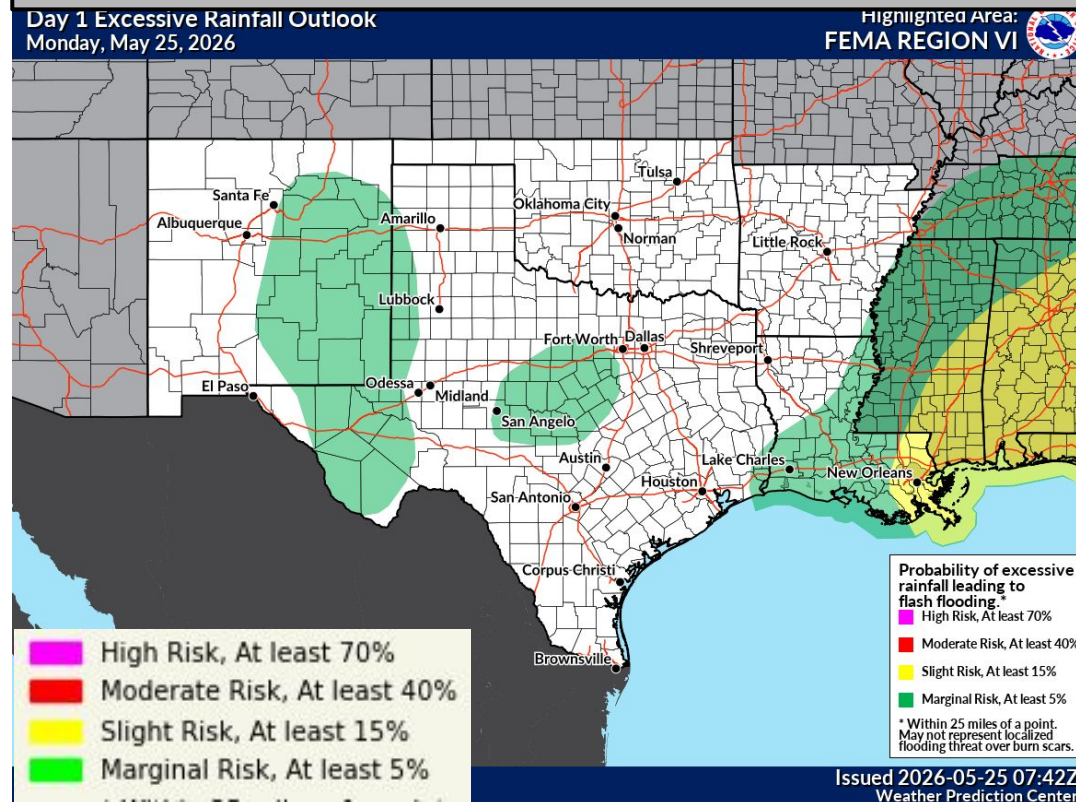 Day 1 Excessive Rainfall Outlook
Monday, May 25, 2026
Highlighted Area:
FEMA REGION VI
Santa Fe
Albuquerque
Amarillo
Tulsa
Oklahoma City
Norman
Little Rock
Lubbock
Fort Worth
Dallas
Shreveport
El Paso
Odessa
Midland
San Angelo
Austin
Lake Charles
Houston
New Orleans
San Antonio
Corpus Christi
Brownsville
Probability of excessive
rainfall leading to
flash flooding.*
High Risk, At least 70%
Moderate Risk, At least 40%
Slight Risk, At least 15%
Marginal Risk, At least 5%
* Within 25 miles of a point.
May not represent localized
flooding threat over burn scars.
High Risk, At least 70%
Moderate Risk, At least 40%
Slight Risk, At least 15%
Marginal Risk, At least 5%
Issued 2026-05-25 07:42Z
Weather Prediction Center